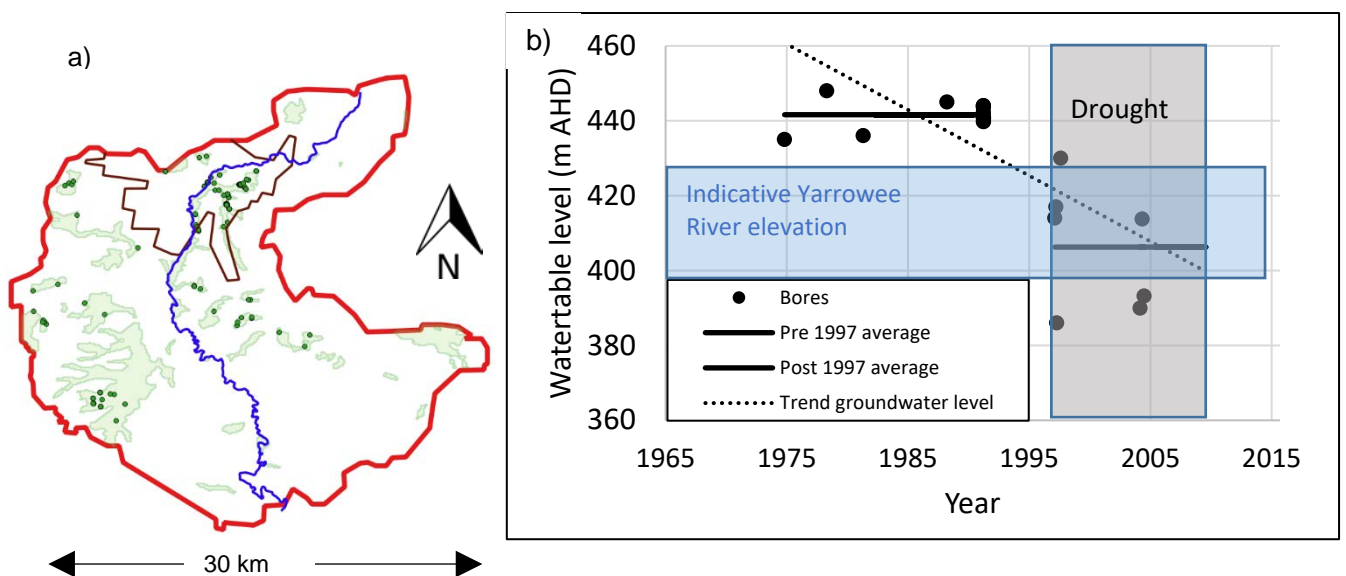 a)
N
30 km
b)
Watertable level (m AHD)
460
440
420
400
380
360
Drought
Indicative Yarrowee
River elevation
Bores
Pre 1997 average
Post 1997 average
Trend groundwater level
1965 1975 1985 1995 2005 2015
Year